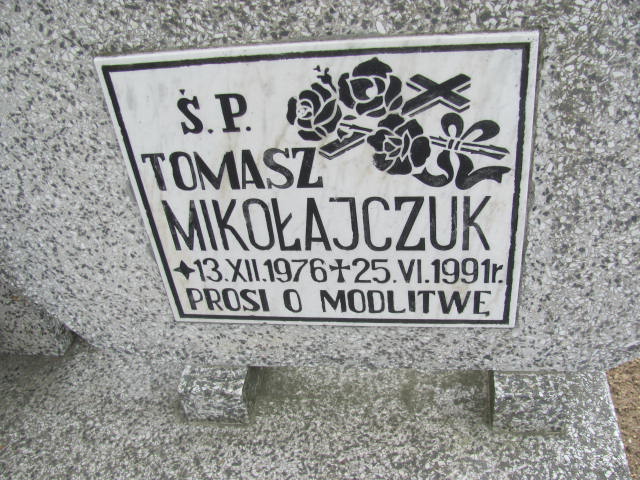 Ś.P.
TOMASZ
MIKOŁAJCZUK
✦13.XII.1976✝25.VI.1991r.
PROSI O MODLITWĘ